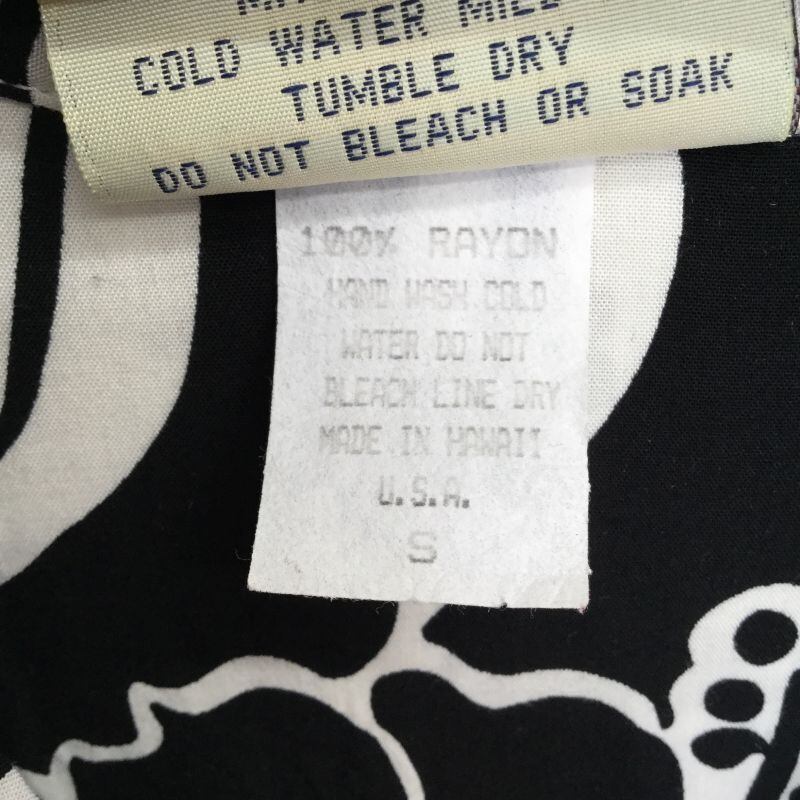 COLD WATER MILD
TUMBLE DRY
DO NOT BLEACH OR SOAK
100% RAYON
HAND WASH COLD
WATER DO NOT
BLEACH LINE DRY
MADE IN HAWAII
U.S.A.
S